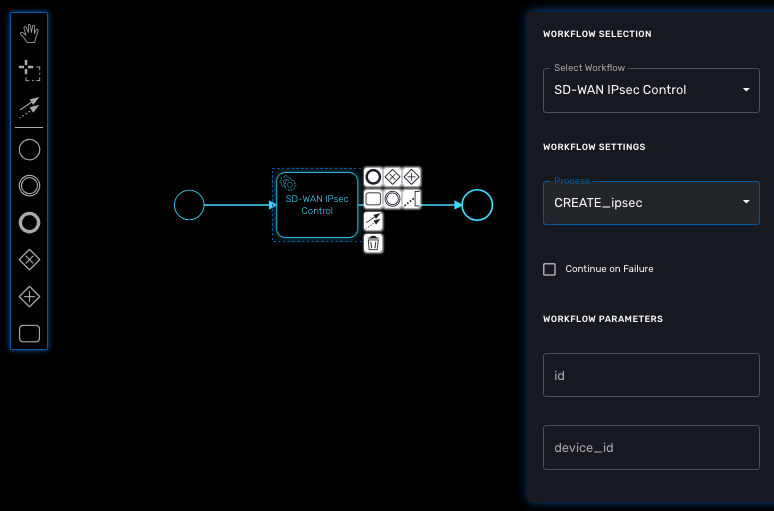 WORKFLOW SELECTION
Select Workflow
SD-WAN IPsec Control
WORKFLOW SETTINGS
Process
CREATE_ipsec
Continue on Failure
WORKFLOW PARAMETERS
id
device_id
SD-WAN IPsec
Control